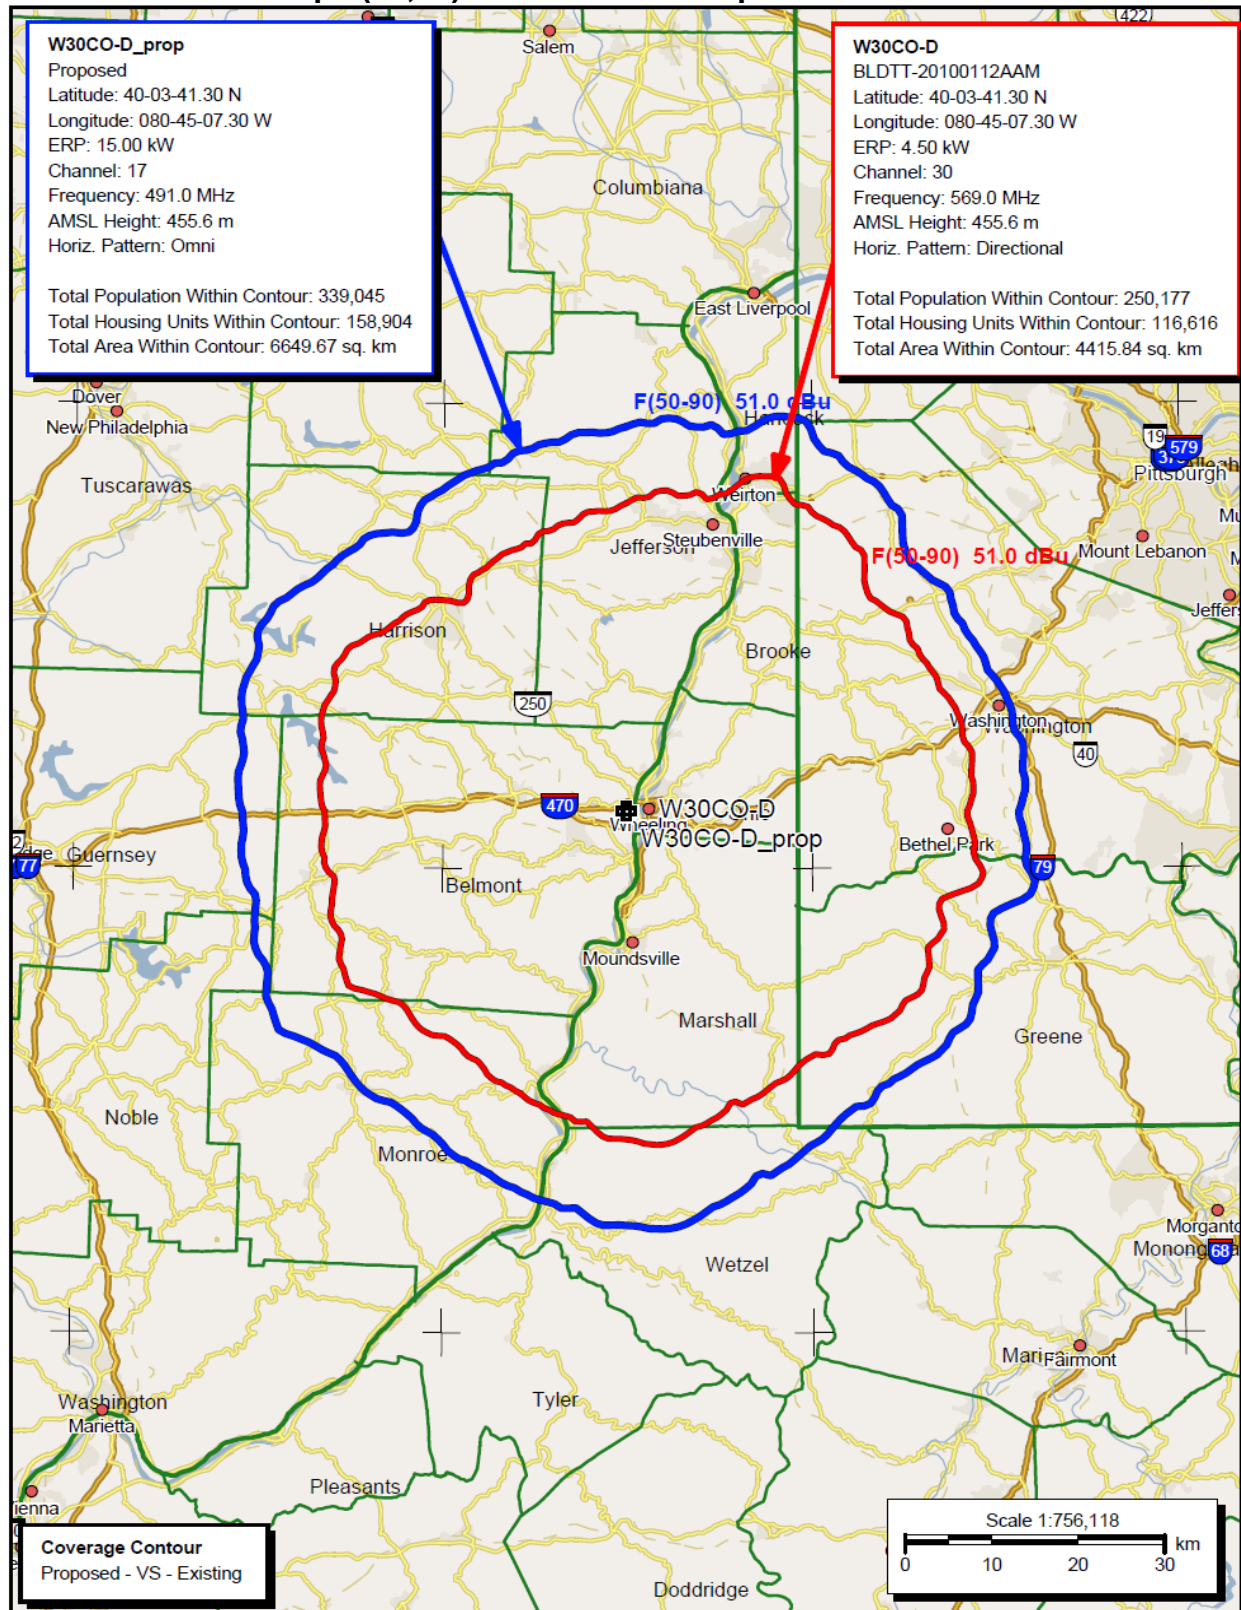 (422)
W30CO-D_prop
Proposed
Latitude: 40-03-41.30 N
Longitude: 080-45-07.30 W
ERP: 15.00 kW
Channel: 17
Frequency: 491.0 MHz
AMSL Height: 455.6 m
Horiz. Pattern: Omni
Total Population Within Contour: 339,045
Total Housing Units Within Contour: 158,904
Total Area Within Contour: 6649.67 sq. km
W30CO-D
BLDTT-20100112AAM
Latitude: 40-03-41.30 N
Longitude: 080-45-07.30 W
ERP: 4.50 kW
Channel: 30
Frequency: 569.0 MHz
AMSL Height: 455.6 m
Horiz. Pattern: Directional
Total Population Within Contour: 250,177
Total Housing Units Within Contour: 116,616
Total Area Within Contour: 4415.84 sq. km
Salem
Columbiana
East Liverpool
Dover
New Philadelphia
F(50-90) 51.0 dBu
Hancock
19
579
Pittsburgh
Tuscarawas
Weirton
Steubenville
Jefferson
Mount Lebanon
F(50-90) 51.0 dBu
Harrison
Brooke
250
Washington
Washington
40
470
W30CO-D
Wheeling
W30CO-D_prop
Bethel Park
77
Guernsey
79
Belmont
Moundsville
Marshall
Greene
Noble
Monroe
Wetzel
68
Fairmont
Washington
Marietta
Tyler
Pleasants
Coverage Contour
Proposed - VS - Existing
Scale 1:756,118
0 10 20 30 km
Doddridge